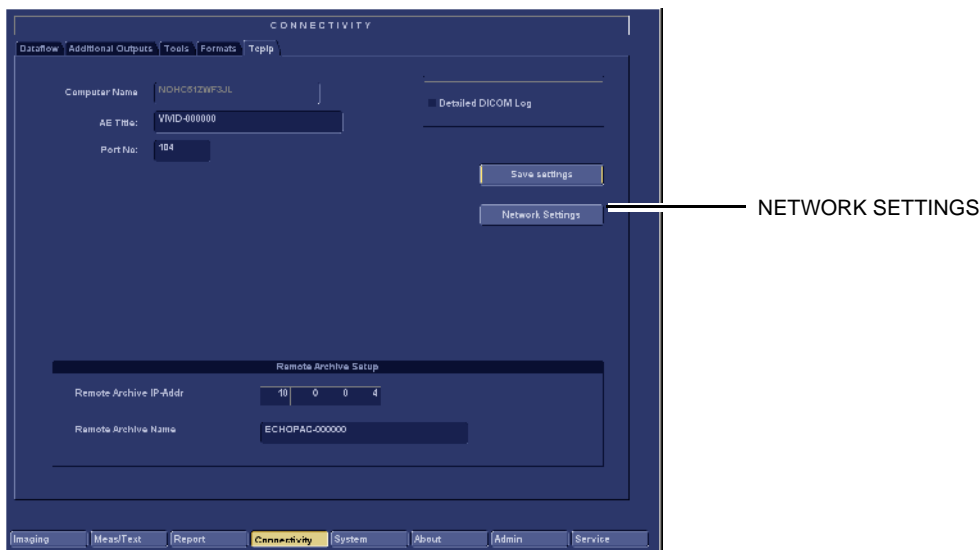 CONNECTIVITY
Dataflow Additional Outputs Tools Formats Tcpip
Computer Name NOHC51ZWF3JL
Detailed DICOM Log
AE Title: VIVID-000000
Port No: 104
Save settings
Network Settings
NETWORK SETTINGS
Remote Archive Setup
Remote Archive IP-Addr 10 0 0 4
Remote Archive Name ECHOPAC-000000
Imaging Meas/Text Report Connectivity System About Admin Service